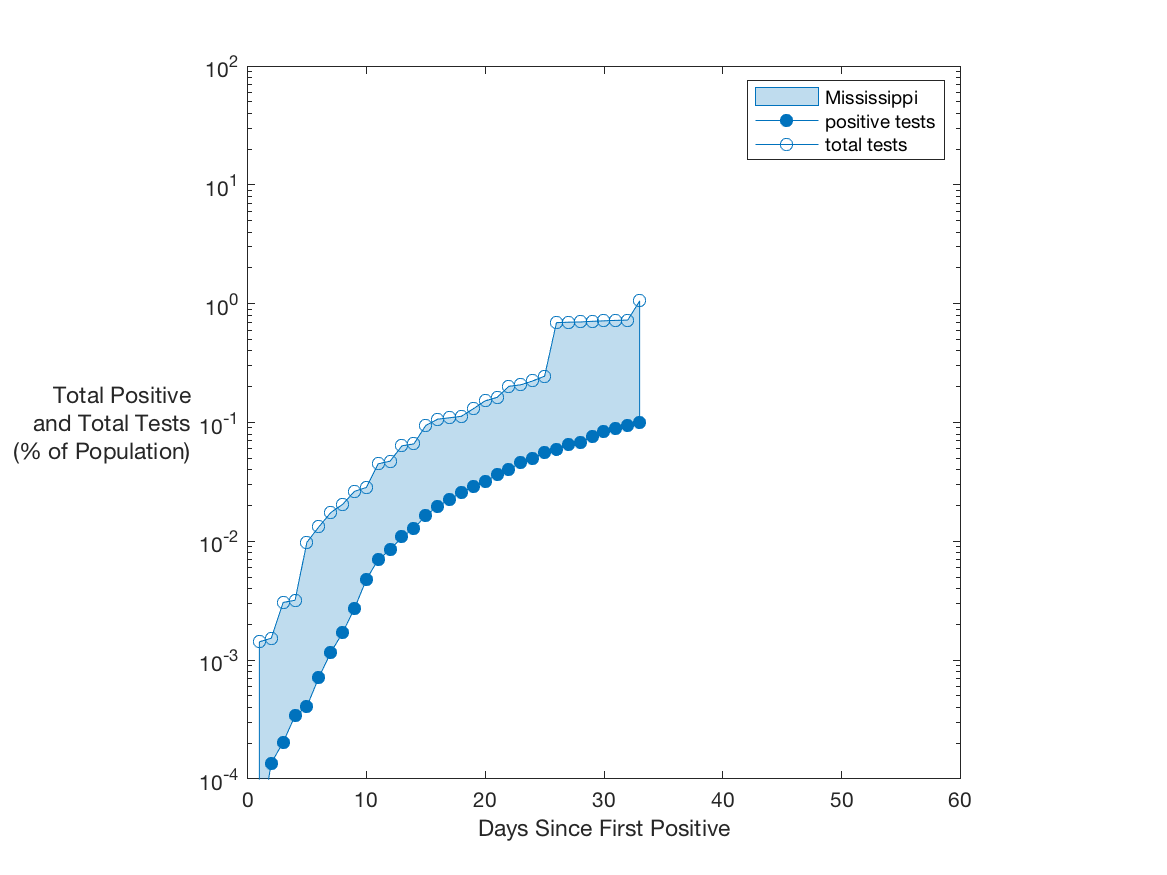 10^2
10^1
10^0
10^-1
10^-2
10^-3
10^-4
Total Positive
and Total Tests
(% of Population)
Mississippi
positive tests
total tests
0 10 20 30 40 50 60
Days Since First Positive